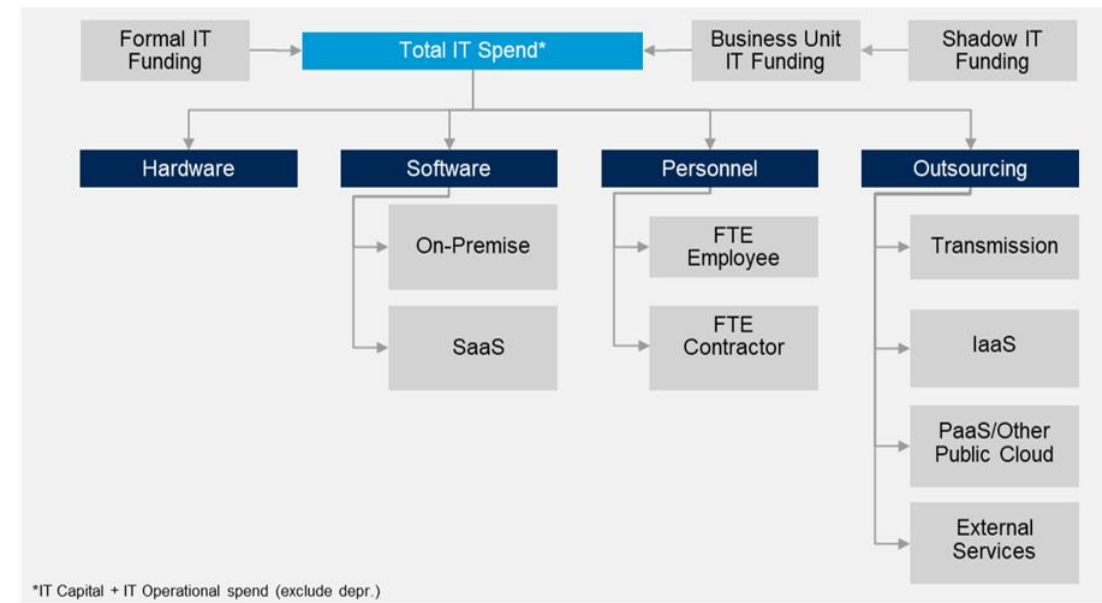 Formal IT
Funding
Total IT Spend*
Business Unit
IT Funding
Shadow IT
Funding
Hardware
Software
Personnel
Outsourcing
On-Premise
SaaS
FTE
Employee
FTE
Contractor
Transmission
IaaS
PaaS/Other
Public Cloud
External
Services
*IT Capital + IT Operational spend (exclude depr.)